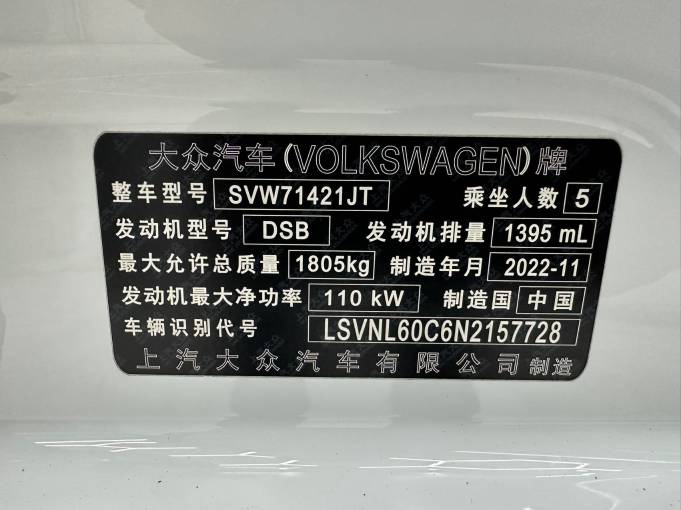 大众汽车(VOLKSWAGEN)牌
整车型号 SVW71421JT 乘坐人数 5
发动机型号 DSB 发动机排量 1395 mL
最大允许总质量 1805kg 制造年月 2022-11
发动机最大净功率 110 kW 制造国 中国
车辆识别代号 LSVNL60C6N2157728
上汽大众汽车有限公司 制造